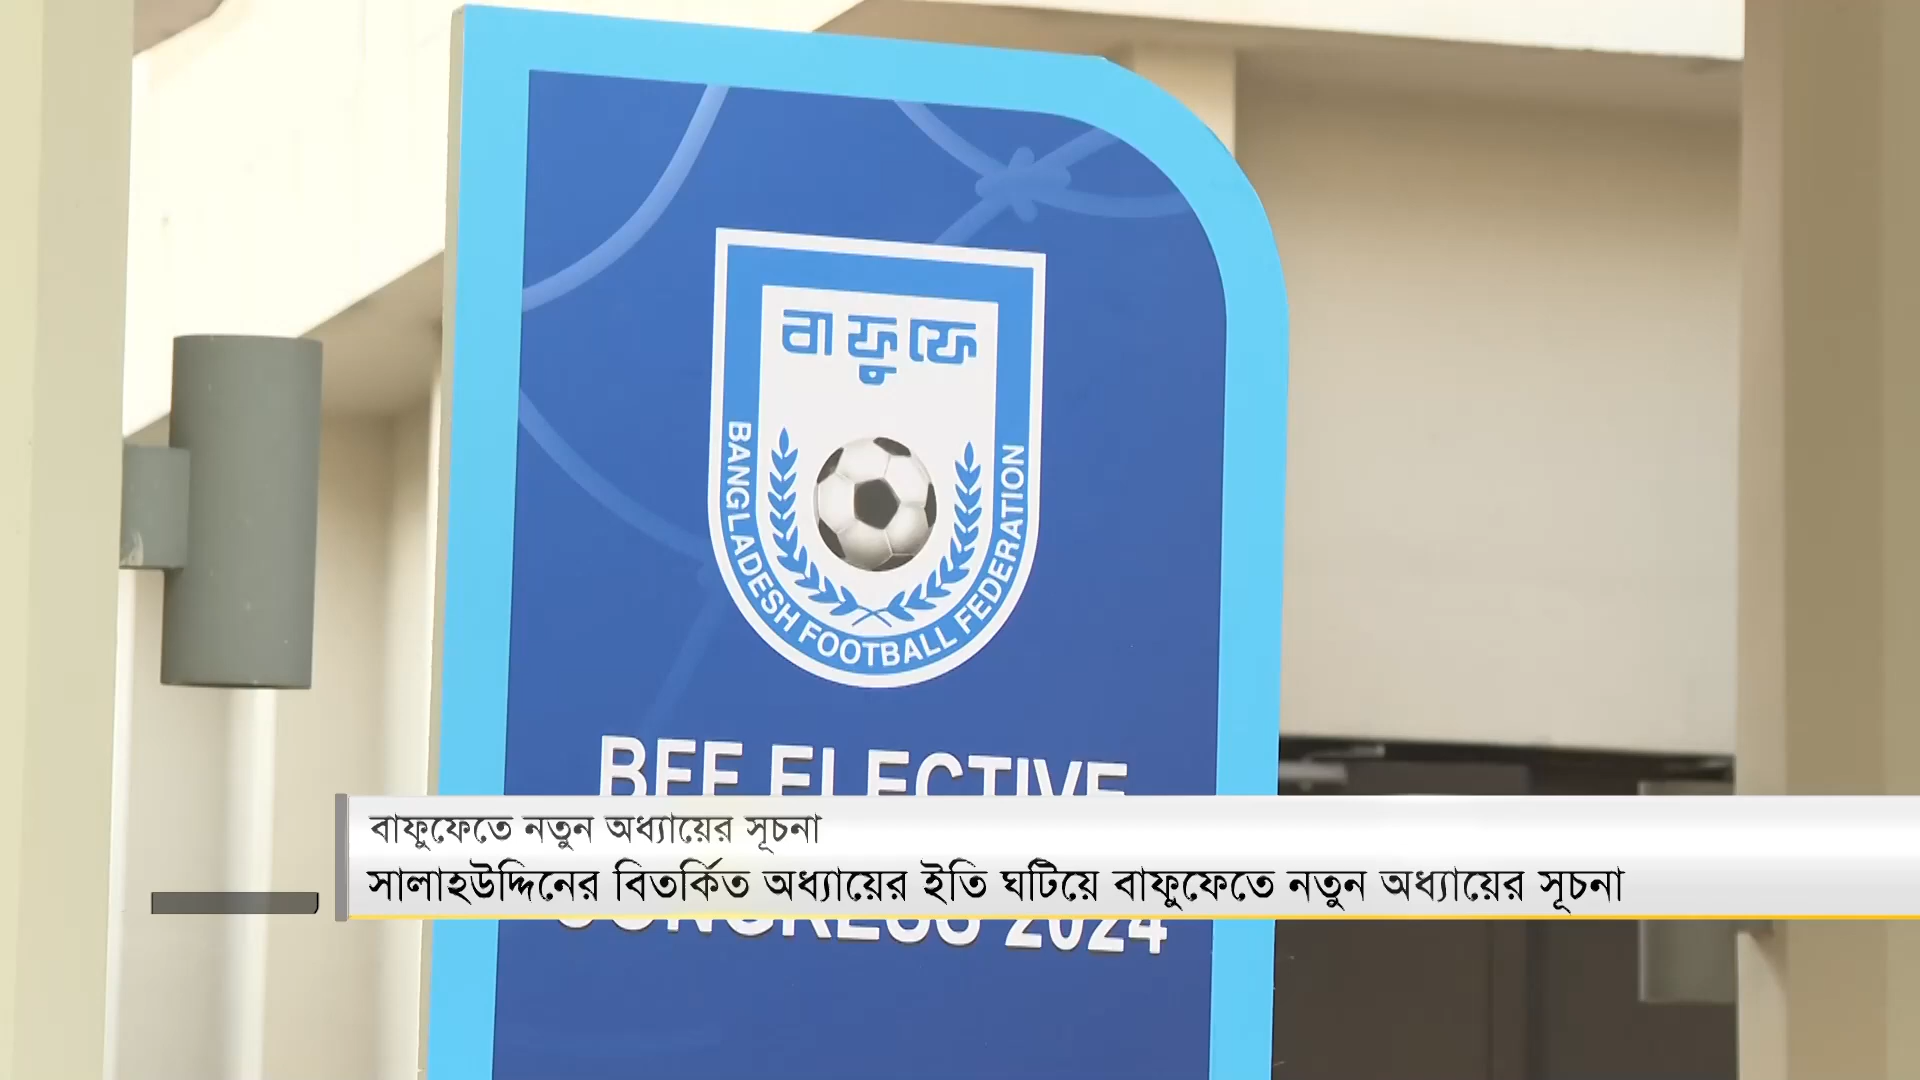 বাফুফে
BANGLADESH FOOTBALL FEDERATION
BFF ELECTIVE
বাফুফেতে নতুন অধ্যায়ের সূচনা
সালাহউদ্দিনের বিতর্কিত অধ্যায়ের ইতি ঘটিয়ে বাফুফেতে নতুন অধ্যায়ের সূচনা
CONGRESS 2024